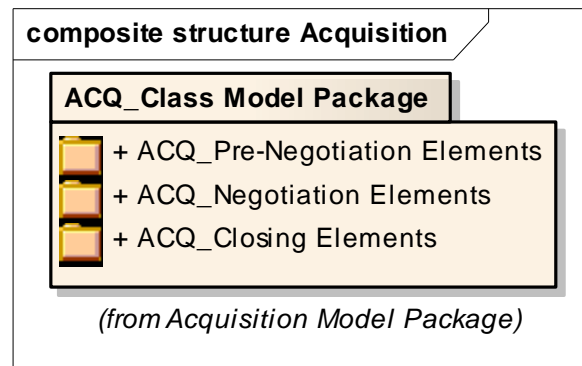 composite structure Acquisition
ACQ_Class Model Package
+ ACQ_Pre-Negotiation Elements
+ ACQ_Negotiation Elements
+ ACQ_Closing Elements
(from Acquisition Model Package)